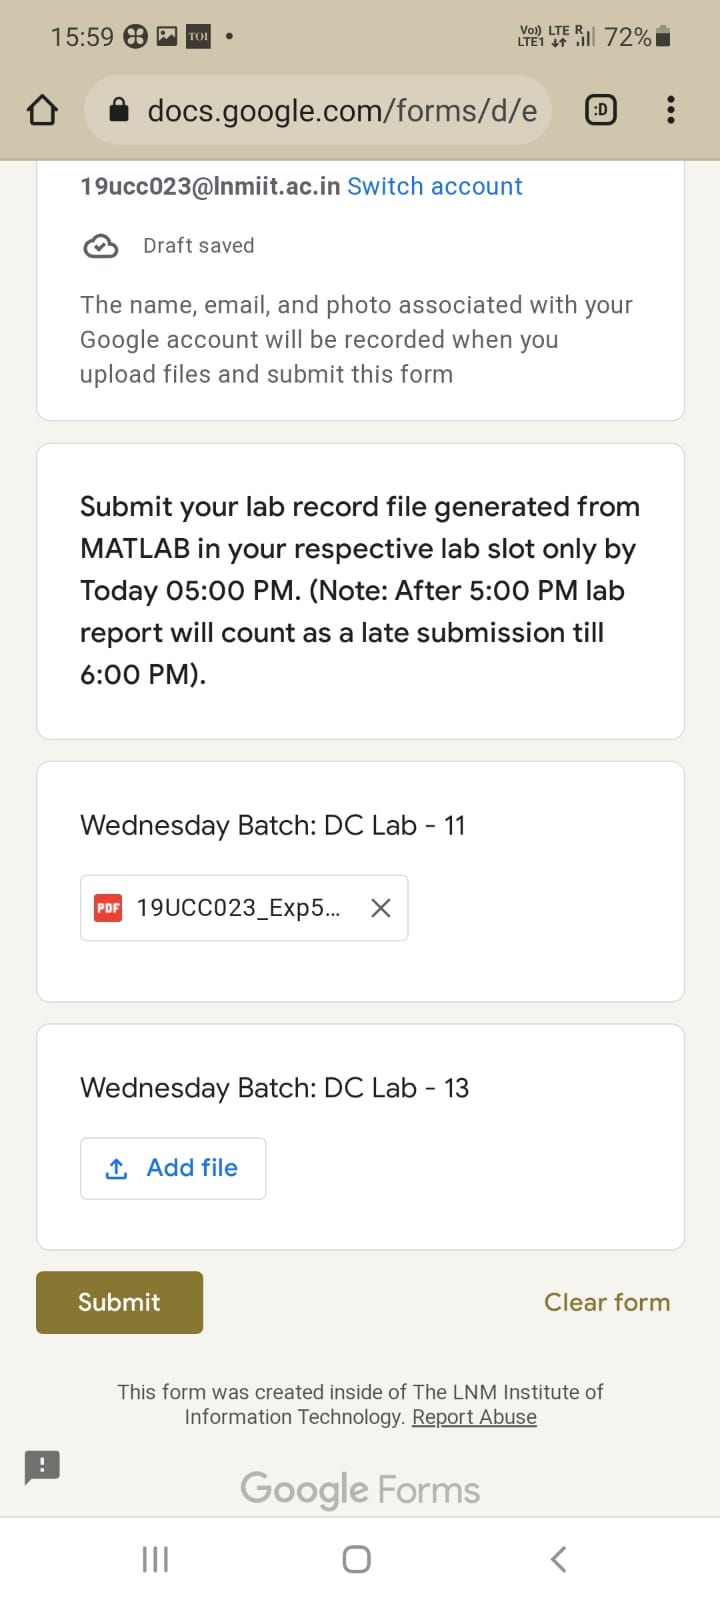 15:59 TOI • Vo)) LTE R LTE1 72%
docs.google.com/forms/d/e :D
19ucc023@lnmiit.ac.in Switch account
Draft saved
The name, email, and photo associated with your
Google account will be recorded when you
upload files and submit this form
Submit your lab record file generated from
MATLAB in your respective lab slot only by
Today 05:00 PM. (Note: After 5:00 PM lab
report will count as a late submission till
6:00 PM).
Wednesday Batch: DC Lab - 11
PDF 19UCC023_Exp5...
Wednesday Batch: DC Lab - 13
Add file
Submit Clear form
This form was created inside of The LNM Institute of
Information Technology. Report Abuse
Google Forms